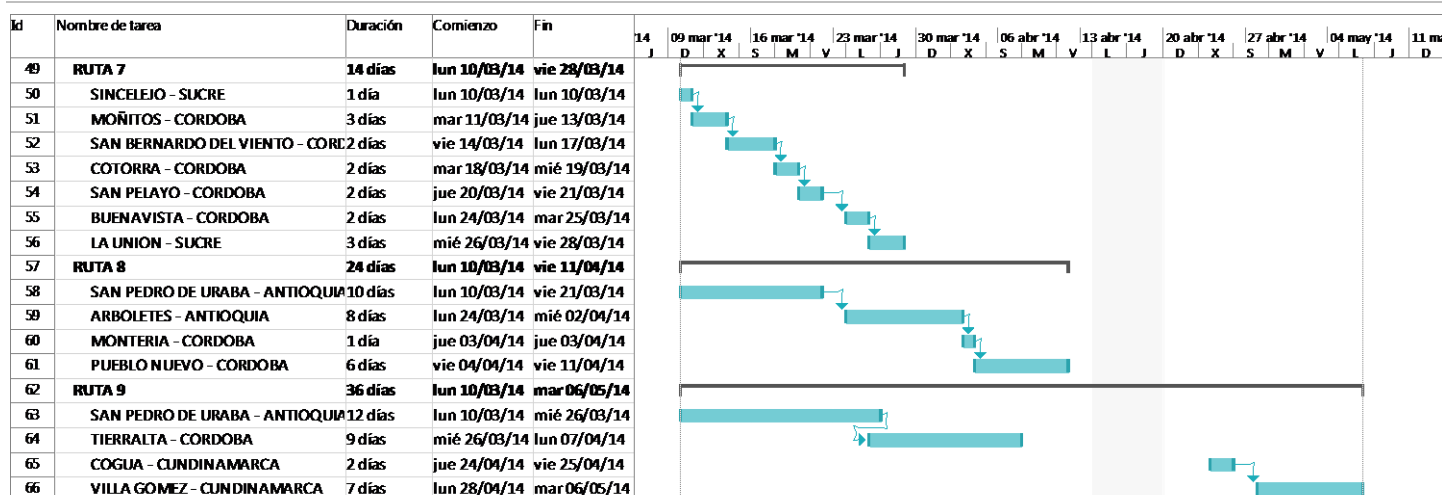 Id Nombre de tarea Duración Comienzo Fin
'14 09 mar '14 16 mar '14 23 mar '14 30 mar '14 06 abr '14 13 abr '14 20 abr '14 27 abr '14 04 may '14 11 ma
J D X S M V L J D X S M V L J D X S M V L J D
49 RUTA 7 14 días lun 10/03/14 vie 28/03/14
50 SINCELEJO - SUCRE 1 día lun 10/03/14 lun 10/03/14
51 MOÑITOS - CORDOBA 3 días mar 11/03/14 jue 13/03/14
52 SAN BERNARDO DEL VIENTO - CORD 2 días vie 14/03/14 lun 17/03/14
53 COTORRA - CORDOBA 2 días mar 18/03/14 mié 19/03/14
54 SAN PELAYO - CORDOBA 2 días jue 20/03/14 vie 21/03/14
55 BUENAVISTA - CORDOBA 2 días lun 24/03/14 mar 25/03/14
56 LA UNION - SUCRE 3 días mié 26/03/14 vie 28/03/14
57 RUTA 8 24 días lun 10/03/14 vie 11/04/14
58 SAN PEDRO DE URABA - ANTIOQUIA 10 días lun 10/03/14 vie 21/03/14
59 ARBOLETES - ANTIOQUIA 8 días lun 24/03/14 mié 02/04/14
60 MONTERIA - CORDOBA 1 día jue 03/04/14 jue 03/04/14
61 PUEBLO NUEVO - CORDOBA 6 días vie 04/04/14 vie 11/04/14
62 RUTA 9 36 días lun 10/03/14 mar 06/05/14
63 SAN PEDRO DE URABA - ANTIOQUIA 12 días lun 10/03/14 mié 26/03/14
64 TIERRALTA - CORDOBA 9 días mié 26/03/14 lun 07/04/14
65 COGUA - CUNDINAMARCA 2 días jue 24/04/14 vie 25/04/14
66 VILLA GOMEZ - CUNDINAMARCA 7 días lun 28/04/14 mar 06/05/14